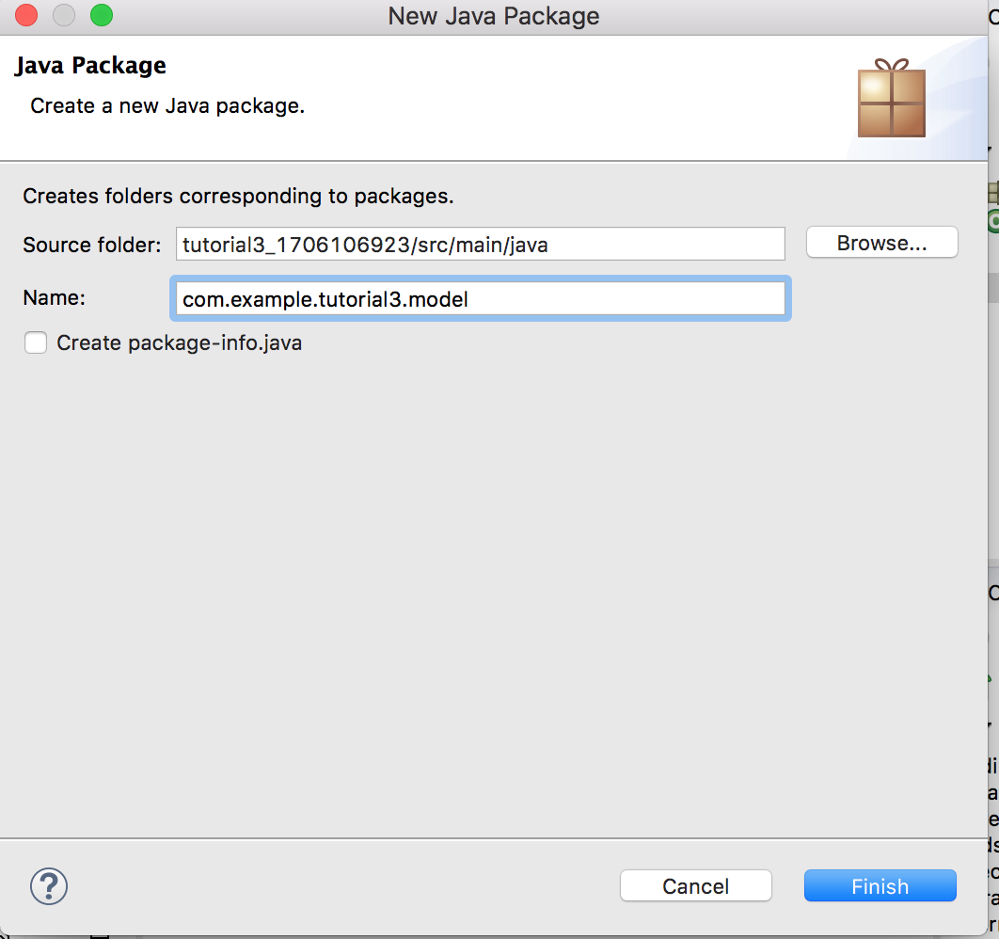 New Java Package
Java Package
Create a new Java package.
Creates folders corresponding to packages.
Source folder: tutorial3_1706106923/src/main/java Browse...
Name: com.example.tutorial3.model
Create package-info.java
? Cancel Finish